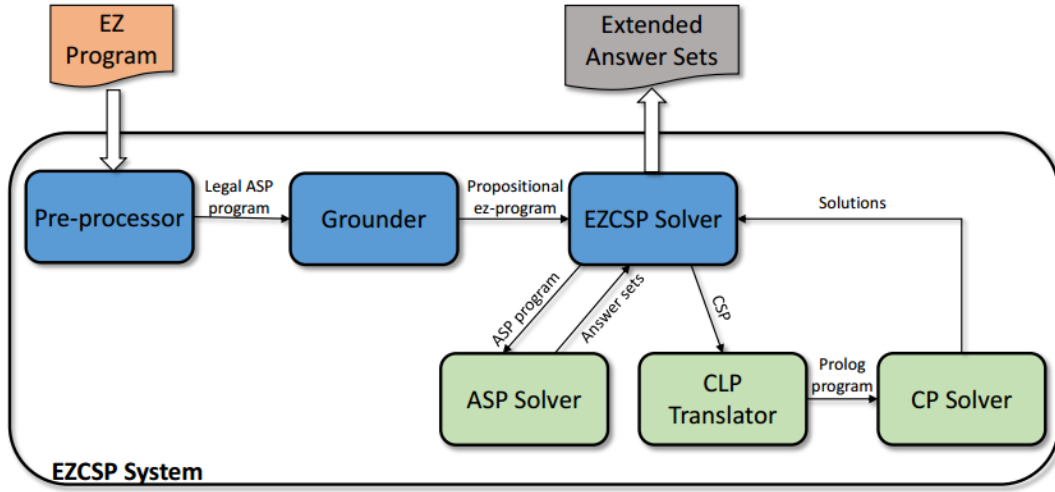 EZ
Program
Extended
Answer Sets
Pre-processor
Legal ASP
program
Grounder
Propositional
ez-program
EZCSP Solver
Solutions
ASP program
Answer sets
CSP
ASP Solver
CLP
Translator
Prolog
program
CP Solver
EZCSP System